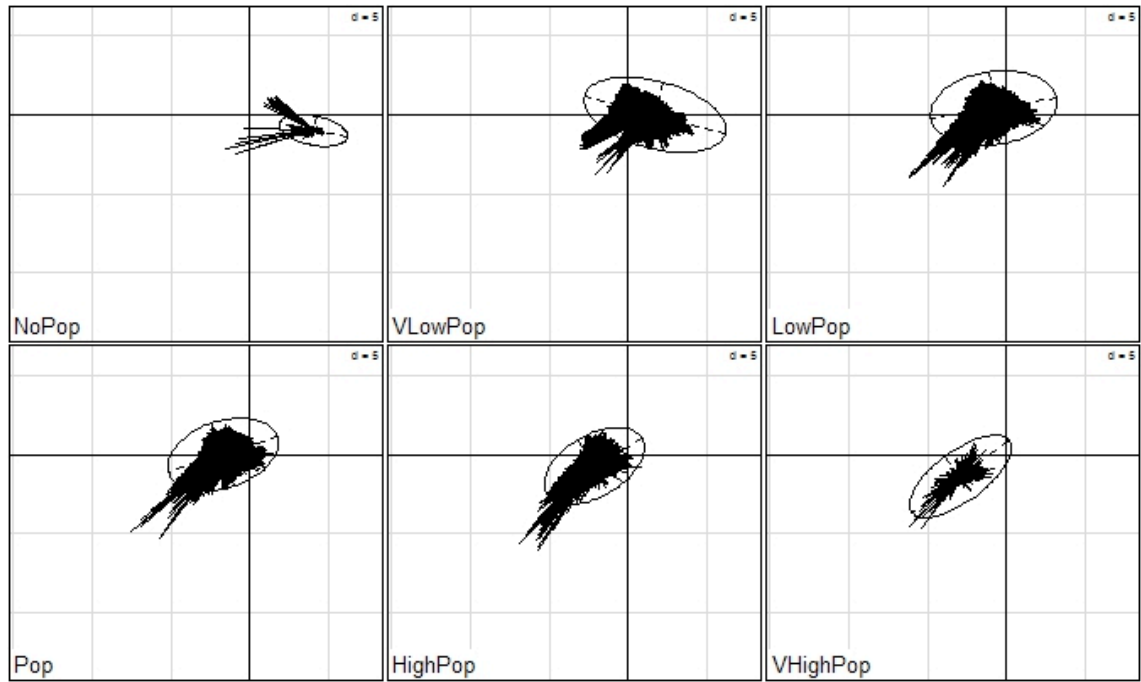 d = 5
d = 5
d = 5
NoPop
VLowPop
LowPop
d = 5
d = 5
d = 5
Pop
HighPop
VHighPop